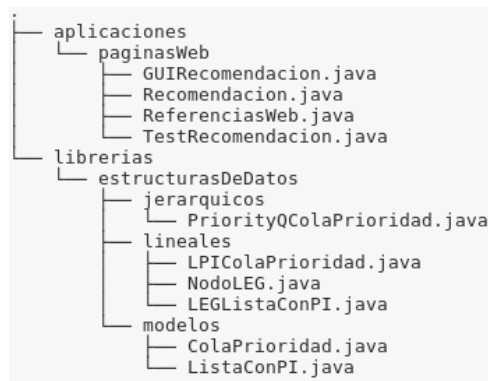 .
├── aplicaciones
│   └── paginasWeb
│       ├── GUIRecomendacion.java
│       ├── Recomendacion.java
│       ├── ReferenciasWeb.java
│       └── TestRecomendacion.java
└── librerias
    └── estructurasDeDatos
        ├── jerarquicos
        │   └── PriorityQColaPrioridad.java
        ├── lineales
        │   ├── LPIColaPrioridad.java
        │   ├── NodoLEG.java
        │   └── LEGListaConPI.java
        └── modelos
            ├── ColaPrioridad.java
            └── ListaConPI.java